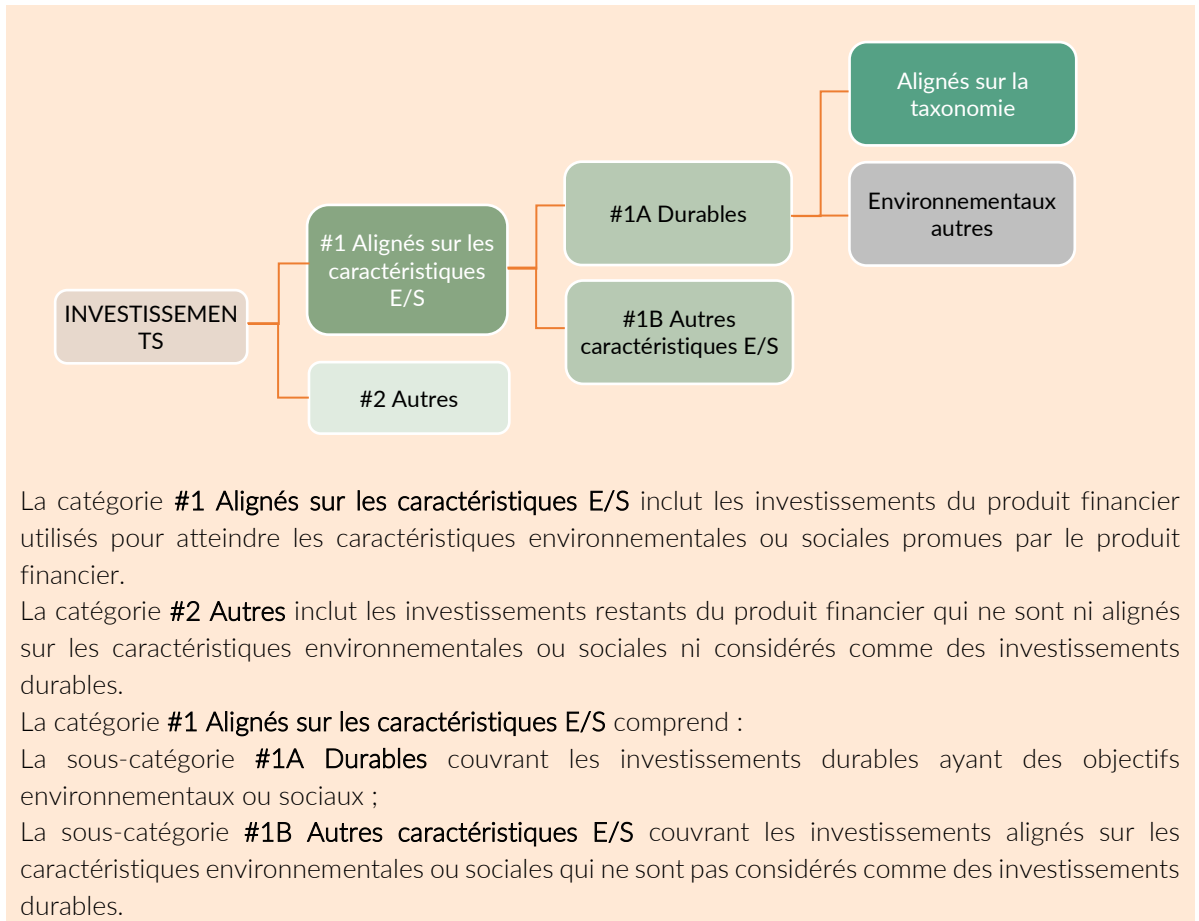 Alignés sur la
taxonomie
#1A Durables
Environnementaux
autres
#1 Alignés sur les
caractéristiques
E/S
INVESTISSEMEN
TS
#1B Autres
caractéristiques E/S
#2 Autres
La catégorie #1 Alignés sur les caractéristiques E/S inclut les investissements du produit financier
utilisés pour atteindre les caractéristiques environnementales ou sociales promues par le produit
financier.
La catégorie #2 Autres inclut les investissements restants du produit financier qui ne sont ni alignés
sur les caractéristiques environnementales ou sociales ni considérés comme des investissements
durables.
La catégorie #1 Alignés sur les caractéristiques E/S comprend :
La sous-catégorie #1A Durables couvrant les investissements durables ayant des objectifs
environnementaux ou sociaux ;
La sous-catégorie #1B Autres caractéristiques E/S couvrant les investissements alignés sur les
caractéristiques environnementales ou sociales qui ne sont pas considérés comme des investissements
durables.